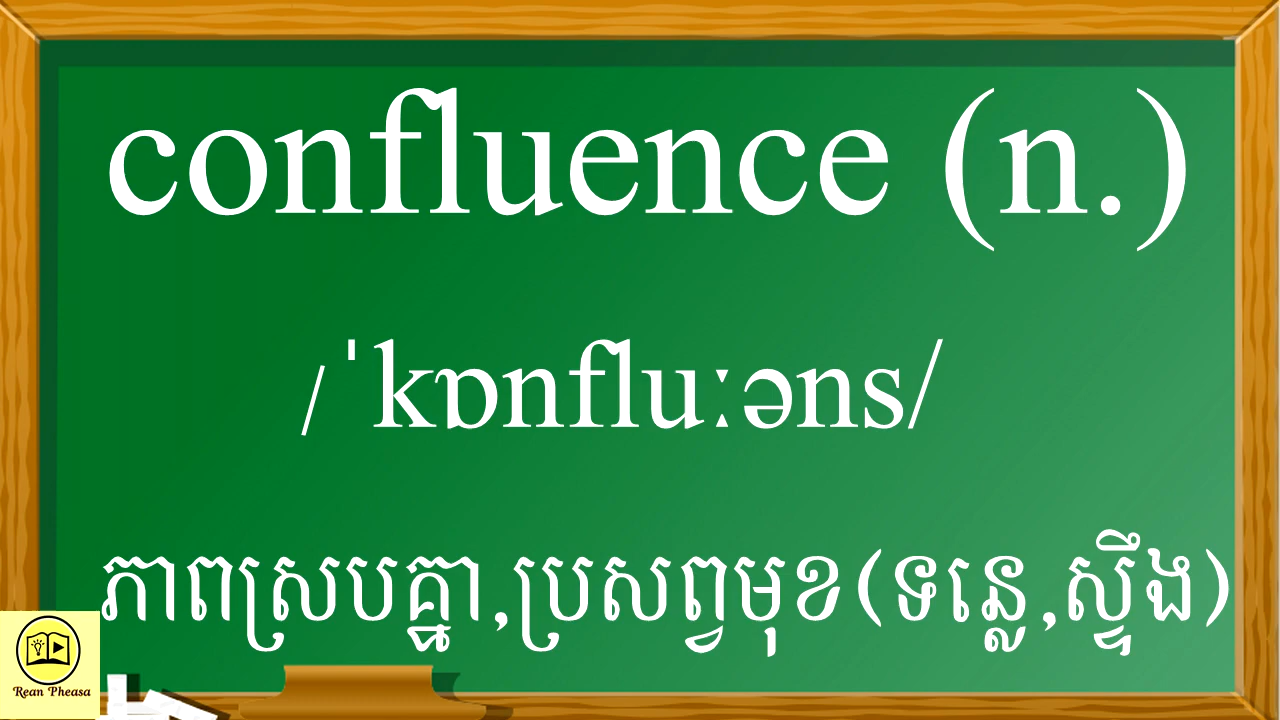 confluence (n.)
/ˈkɒnfluːəns/
ភាពស្របគ្នា,ប្រសព្វមុខ(ទន្លេ,ស្ទឹង)
Rean Pheasa